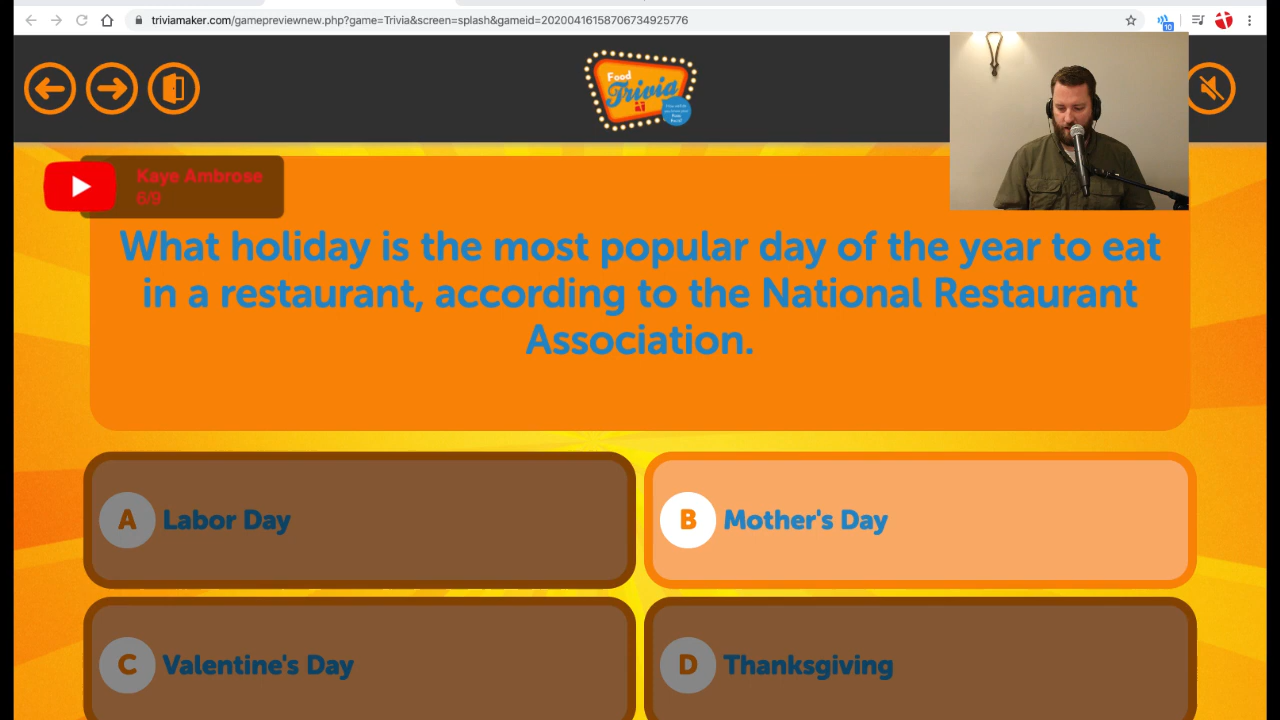 triviamaker.com/gamepreviewnew.php?game=Trivia&screen=splash&gameid=20200416158706734925776
10
Food
Trivia
Kaye Ambrose
6/9
What holiday is the most popular day of the year to eat
in a restaurant, according to the National Restaurant
Association.
A Labor Day
B Mother's Day
C Valentine's Day
D Thanksgiving